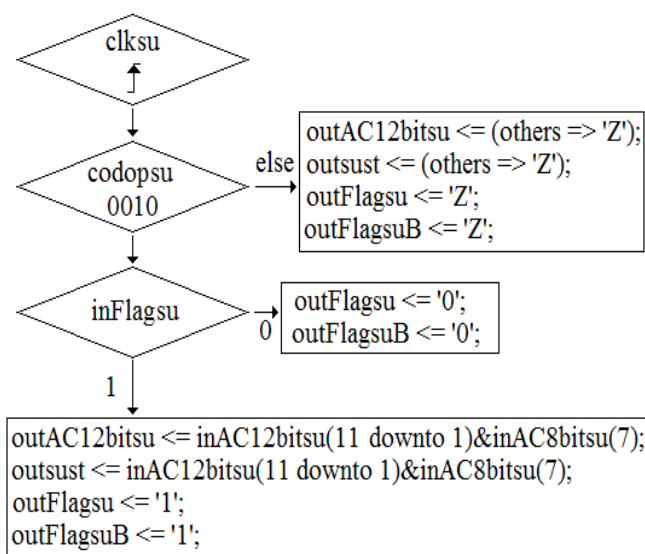 clksu
outAC12bitsu <= (others => 'Z');
outsust <= (others => 'Z');
outFlagsu <= 'Z';
outFlagsuB <= 'Z';
else
codopsu
0010
inFlagsu
0
outFlagsu <= '0';
outFlagsuB <= '0';
1
outAC12bitsu <= inAC12bitsu(11 downto 1)&inAC8bitsu(7);
outsust <= inAC12bitsu(11 downto 1)&inAC8bitsu(7);
outFlagsu <= '1';
outFlagsuB <= '1';